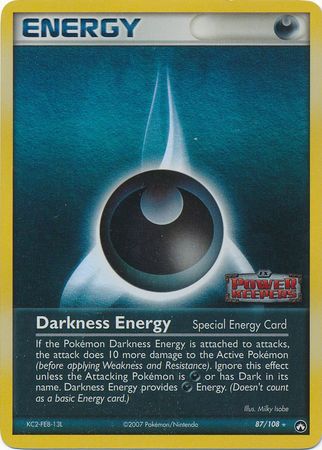 ENERGY
EX
POWER
KEEPERS
Darkness Energy Special Energy Card
If the Pokémon Darkness Energy is attached to attacks,
the attack does 10 more damage to the Active Pokémon
(before applying Weakness and Resistance). Ignore this effect
unless the Attacking Pokémon is or has Dark in its
name. Darkness Energy provides Energy. (Doesn't count
as a basic Energy card.)
Illus. Milky Isobe
KC2-FE8-13L ©2007 Pokémon/Nintendo 87/108 ★